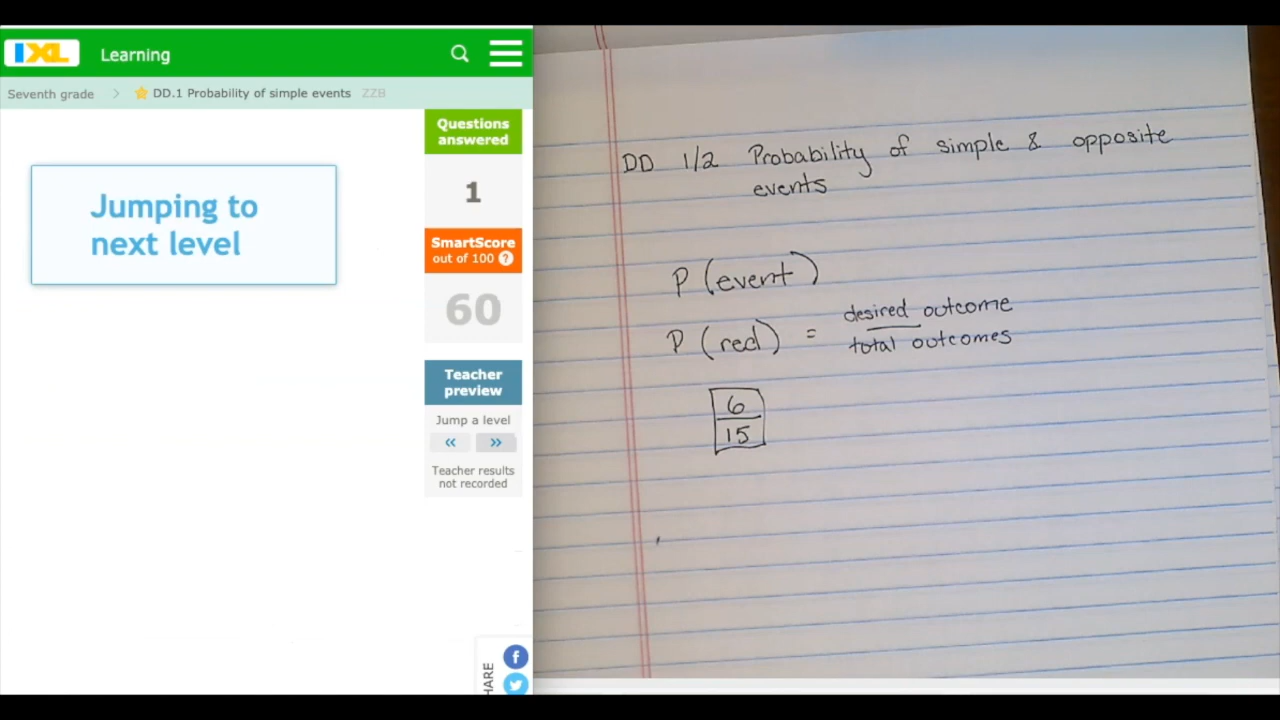 IXL Learning
Seventh grade > DD.1 Probability of simple events ZZB
Jumping to
next level
Questions
answered
1
SmartScore
out of 100 ?
60
Teacher
preview
Jump a level
« »
Teacher results
not recorded
SHARE
f
DD 1/2 Probability of simple & opposite
events
P (event)
P (red) = desired outcome
total outcomes
6
15